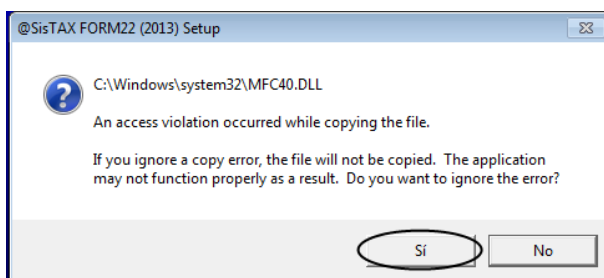 @SisTAX FORM22 (2013) Setup
C:\Windows\system32\MFC40.DLL
An access violation occurred while copying the file.
If you ignore a copy error, the file will not be copied.  The application
may not function properly as a result.  Do you want to ignore the error?
Sí
No